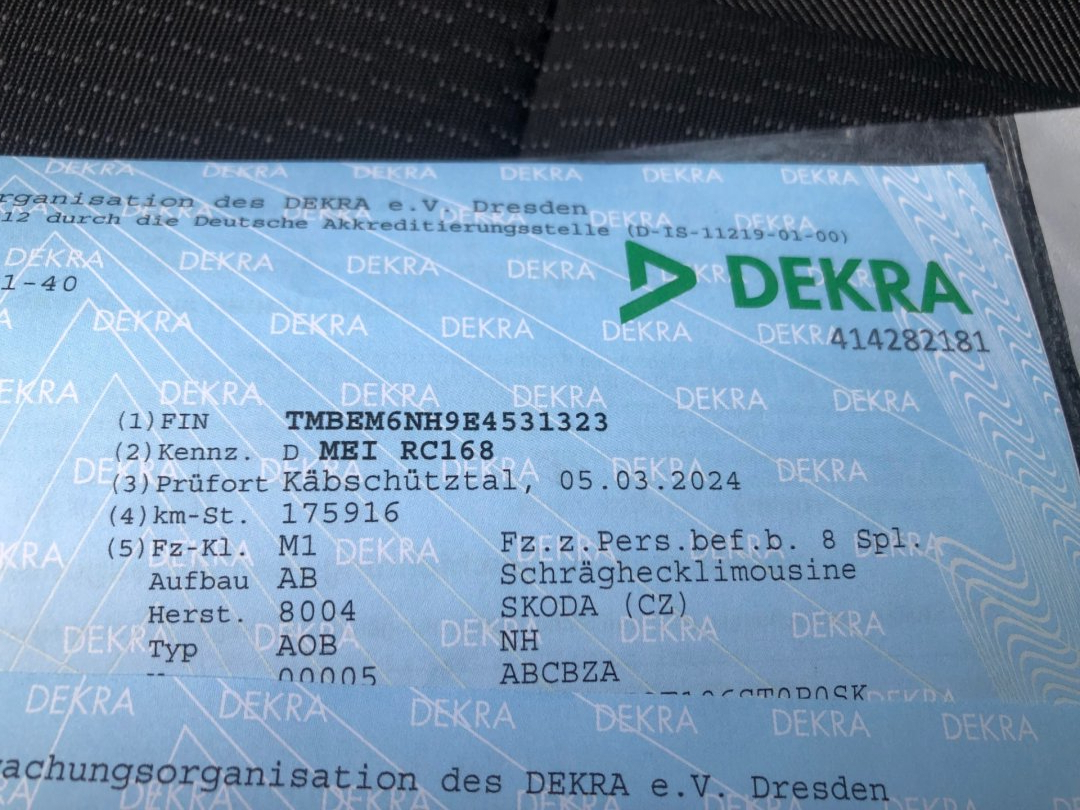 rganisation des DEKRA e.V. Dresden
12 durch die Deutsche Akkreditierungsstelle (D-IS-11219-01-00)
1-40
DEKRA
414282181
(1) FIN TMBEM6NH9E4531323
(2) Kennz. D MEI RC168
(3) Prüfort Käbschütztal, 05.03.2024
(4) km-St. 175916
(5) Fz-Kl. M1 Fz.z.Pers.bef.b. 8 Spl.
Aufbau AB Schräghecklimousine
Herst. 8004 SKODA (CZ)
Typ AOB NH
00005 ABCBZA
wachungsorganisation des DEKRA e.V. Dresden